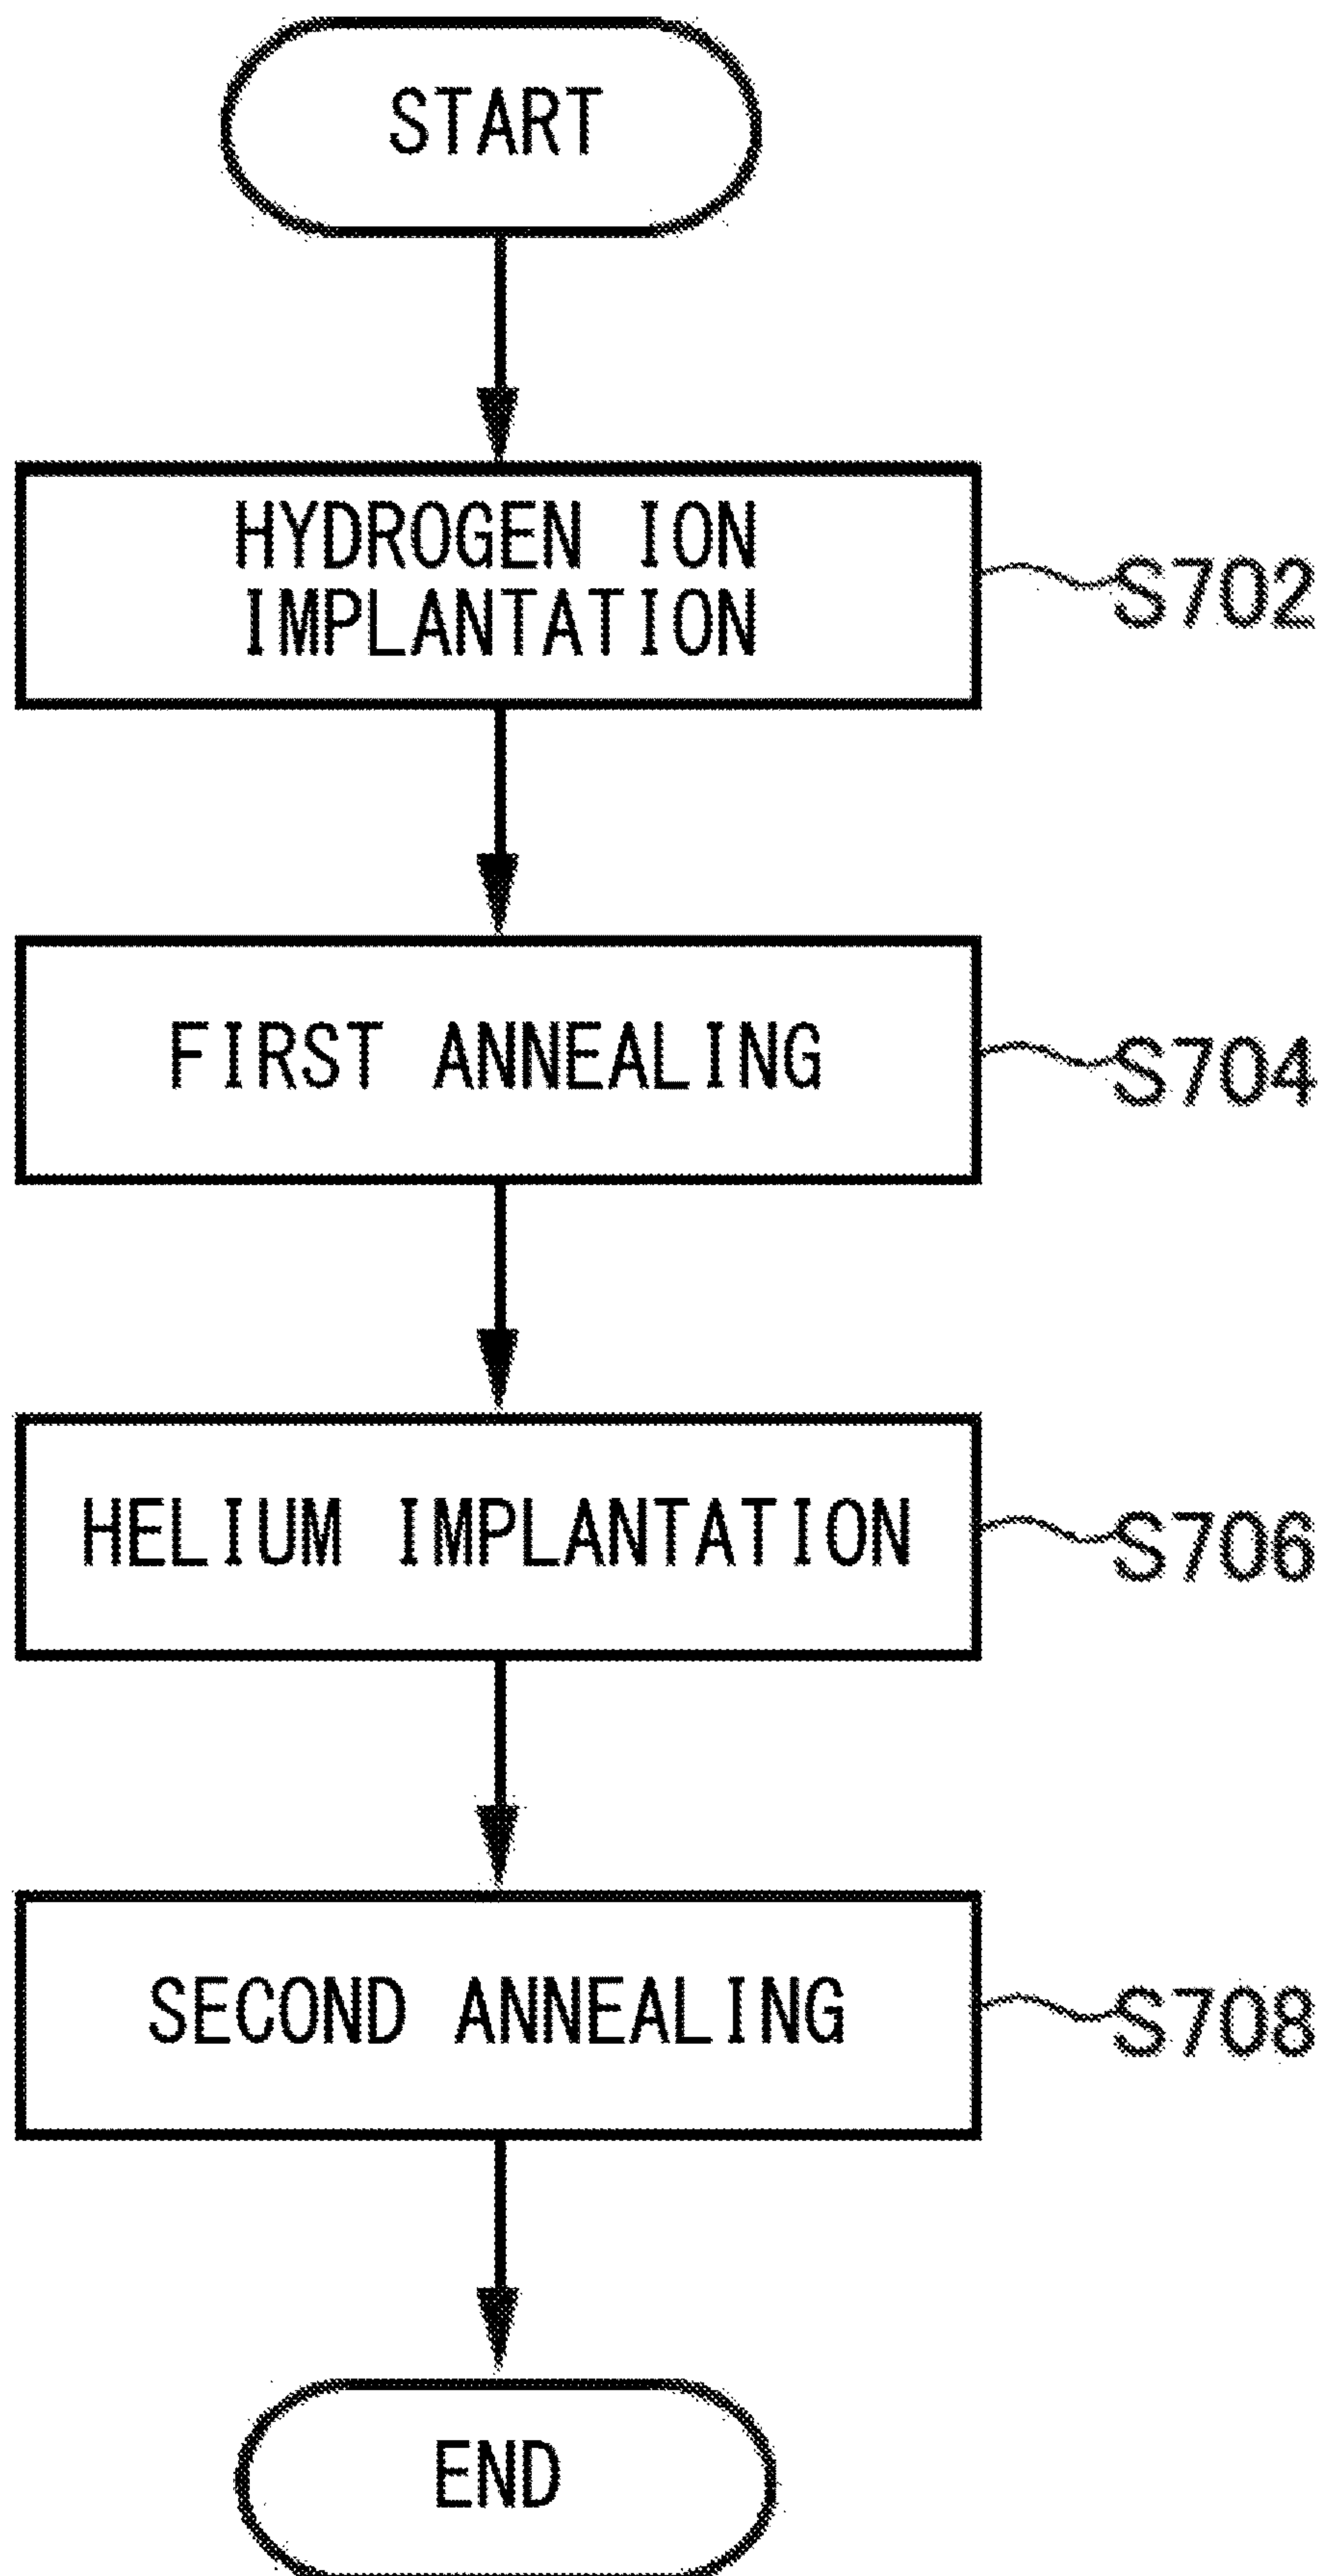 START
HYDROGEN ION
IMPLANTATION
S702
FIRST ANNEALING
S704
HELIUM IMPLANTATION
S706
SECOND ANNEALING
S708
END